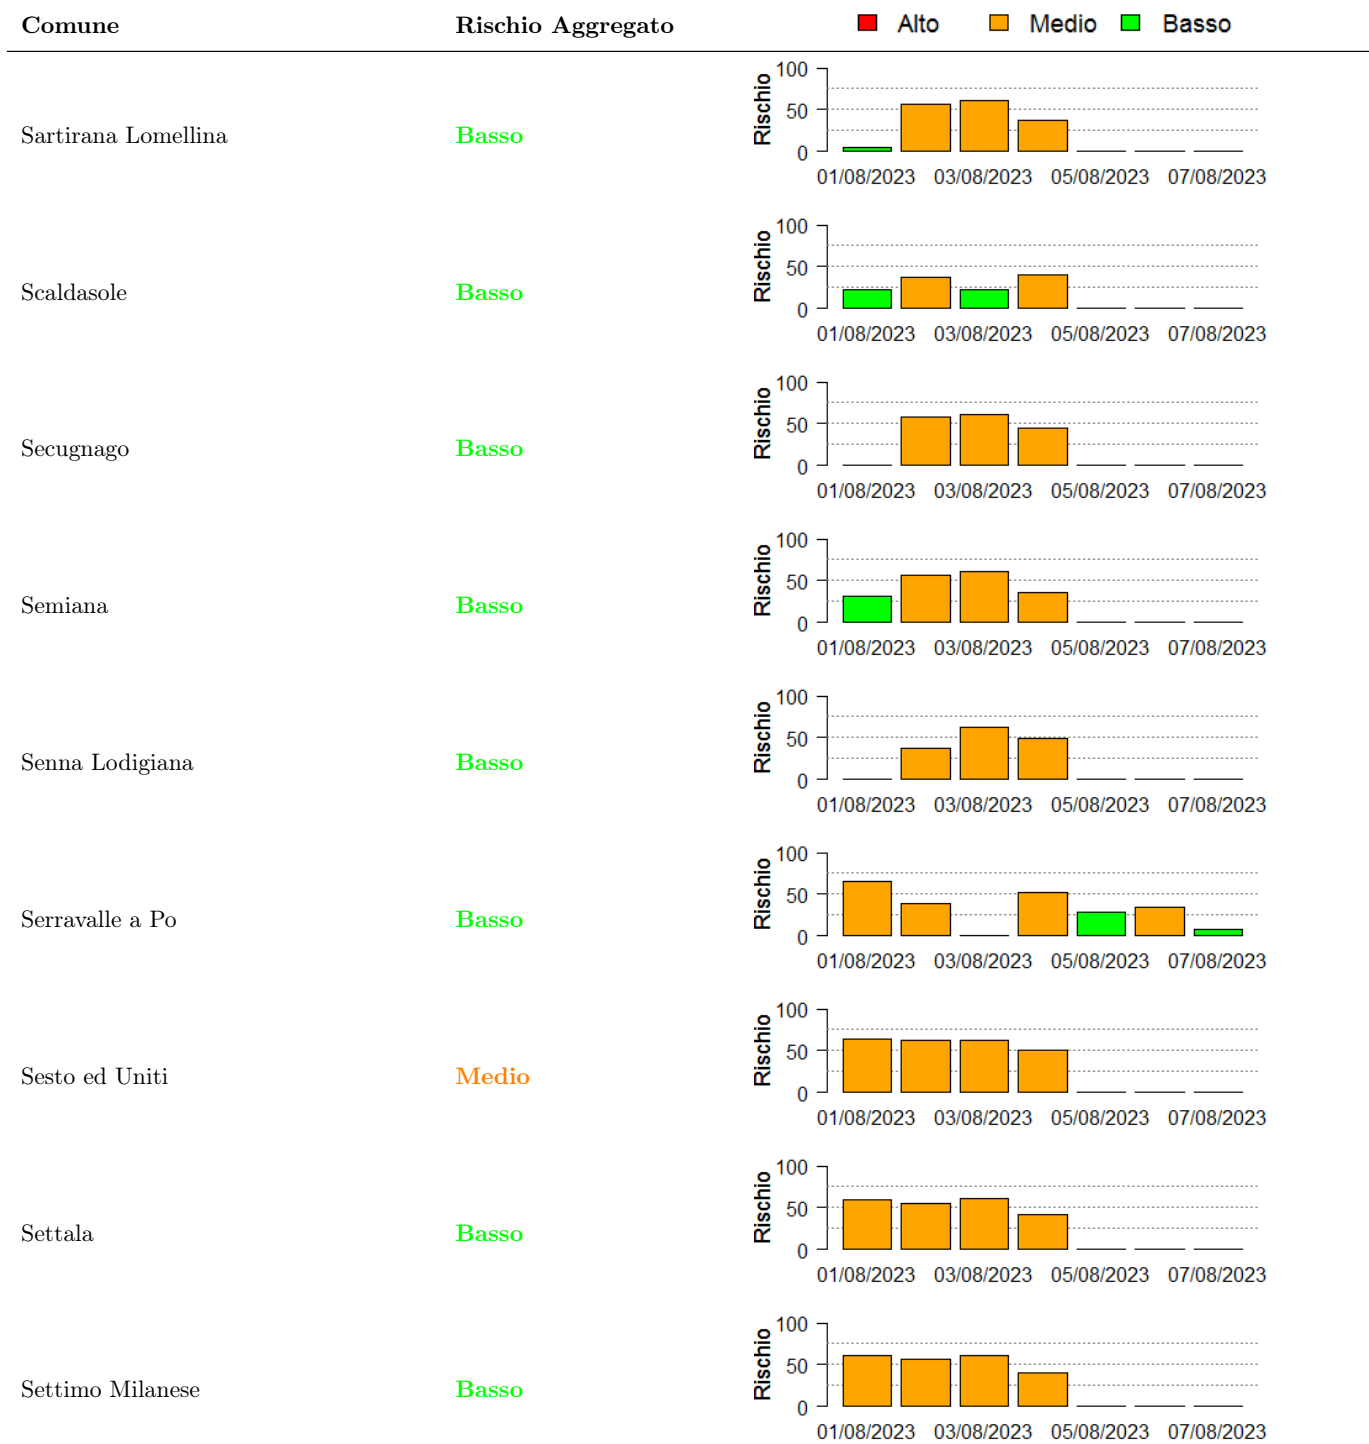 Comune Rischio Aggregato Alto Medio Basso
Sartirana Lomellina Basso
Rischio
100
50
0
01/08/2023 03/08/2023 05/08/2023 07/08/2023
Scaldasole Basso
Rischio
100
50
0
01/08/2023 03/08/2023 05/08/2023 07/08/2023
Secugnago Basso
Rischio
100
50
0
01/08/2023 03/08/2023 05/08/2023 07/08/2023
Semiana Basso
Rischio
100
50
0
01/08/2023 03/08/2023 05/08/2023 07/08/2023
Senna Lodigiana Basso
Rischio
100
50
0
01/08/2023 03/08/2023 05/08/2023 07/08/2023
Serravalle a Po Basso
Rischio
100
50
0
01/08/2023 03/08/2023 05/08/2023 07/08/2023
Sesto ed Uniti Medio
Rischio
100
50
0
01/08/2023 03/08/2023 05/08/2023 07/08/2023
Settala Basso
Rischio
100
50
0
01/08/2023 03/08/2023 05/08/2023 07/08/2023
Settimo Milanese Basso
Rischio
100
50
0
01/08/2023 03/08/2023 05/08/2023 07/08/2023